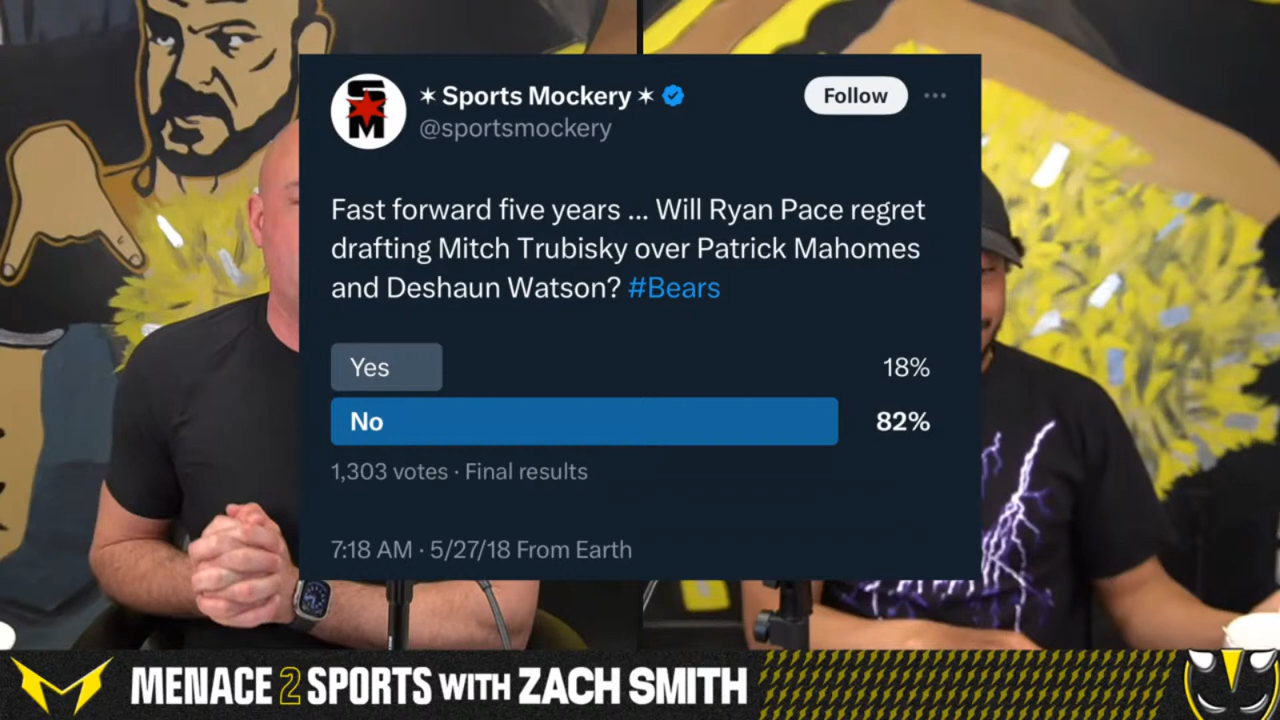 ✶ Sports Mockery ✶
Follow
@sportsmockery
SM
Fast forward five years ... Will Ryan Pace regret
drafting Mitch Trubisky over Patrick Mahomes
and Deshaun Watson? #Bears
Yes 18%
No 82%
1,303 votes · Final results
7:18 AM · 5/27/18 From Earth
MENACE 2 SPORTS WITH ZACH SMITH